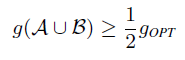 g(𝒜 ∪ ℬ) ≥ 1/2 g_OPT